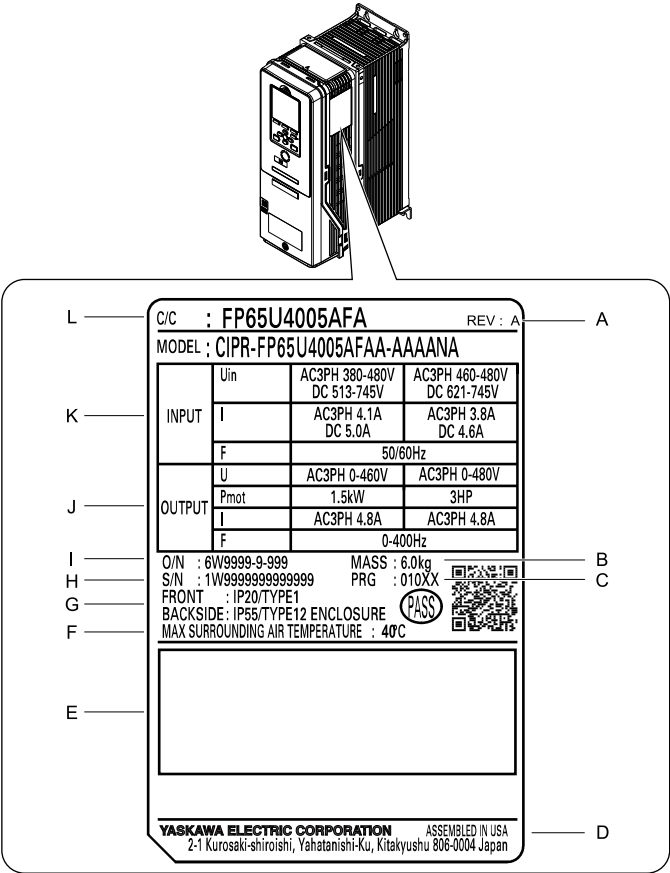 L C/C : FP65U4005AFA REV : A A
MODEL : CIPR-FP65U4005AFAA-AAAANA
Uin AC3PH 380-480V AC3PH 460-480V
DC 513-745V DC 621-745V
K INPUT I AC3PH 4.1A AC3PH 3.8A
DC 5.0A DC 4.6A
F 50/60Hz
U AC3PH 0-460V AC3PH 0-480V
J OUTPUT Pmot 1.5kW 3HP
I AC3PH 4.8A AC3PH 4.8A
F 0-400Hz
I O/N : 6W9999-9-999 MASS : 6.0kg B
H S/N : 1W9999999999999 PRG : 010XX C
G FRONT : IP20/TYPE1
BACKSIDE : IP55/TYPE12 ENCLOSURE PASS
F MAX SURROUNDING AIR TEMPERATURE : 40°C
E
YASKAWA ELECTRIC CORPORATION ASSEMBLED IN USA D
2-1 Kurosaki-shiroishi, Yahatanishi-Ku, Kitakyushu 806-0004 Japan